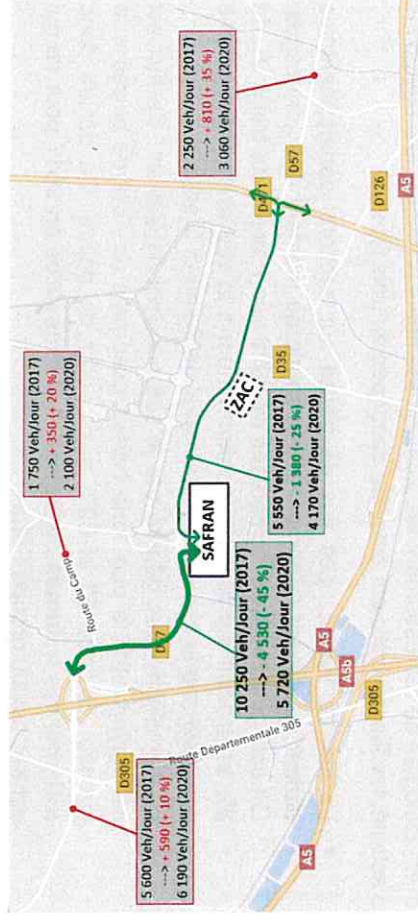 1 750 Veh/Jour (2017)
---> + 350 (+ 20 %)
2 100 Veh/Jour (2020)
2 250 Veh/Jour (2017)
---> + 810 (+ 35 %)
3 060 Veh/Jour (2020)
Route du Camp
D57
D471
D126
A5
D35
ZAC
SAFRAN
5 550 Veh/Jour (2017)
---> - 1 380 (- 25 %)
4 170 Veh/Jour (2020)
D57
10 250 Veh/Jour (2017)
---> - 4 530 (- 45 %)
5 720 Veh/Jour (2020)
D305
5 600 Veh/Jour (2017)
---> + 590 (+ 10 %)
6 190 Veh/Jour (2020)
Route Départementale 305
A5
A5b
D305
A5